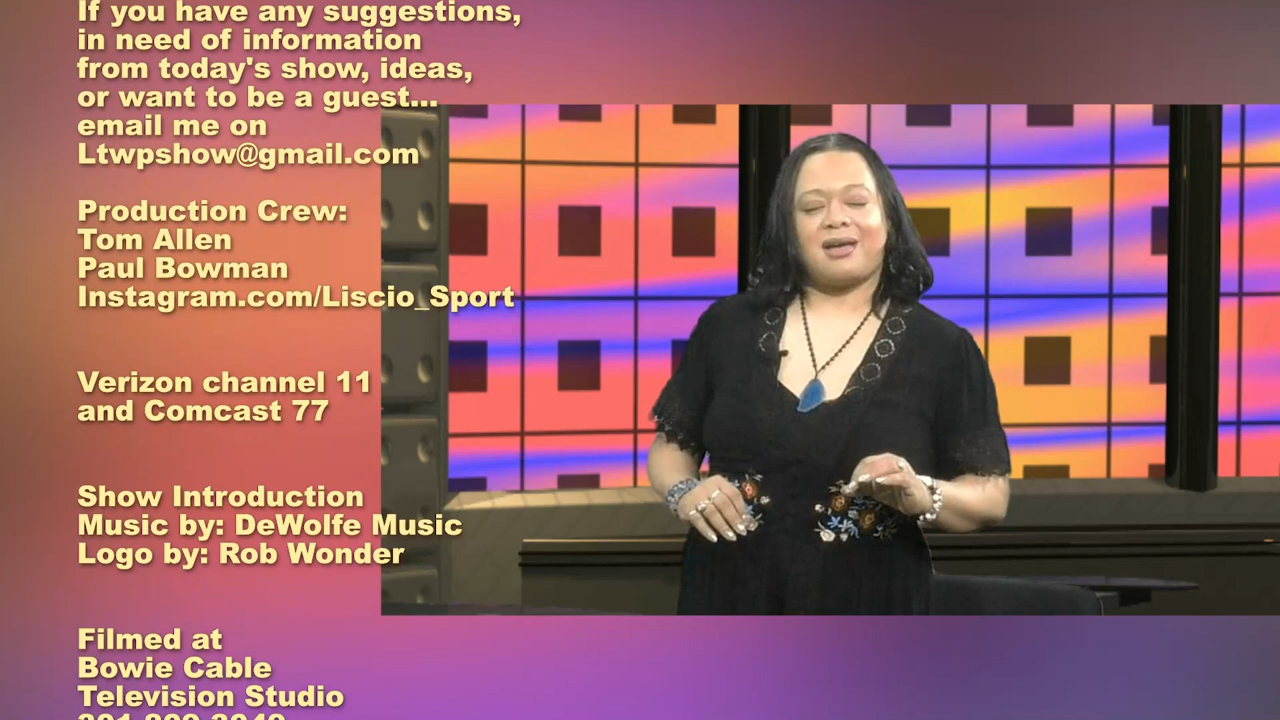 If you have any suggestions,
in need of information
from today's show, ideas,
or want to be a guest...
email me on
Ltwpshow@gmail.com
Production Crew:
Tom Allen
Paul Bowman
Instagram.com/Liscio_Sport
Verizon channel 11
and Comcast 77
Show Introduction
Music by: DeWolfe Music
Logo by: Rob Wonder
Filmed at
Bowie Cable
Television Studio